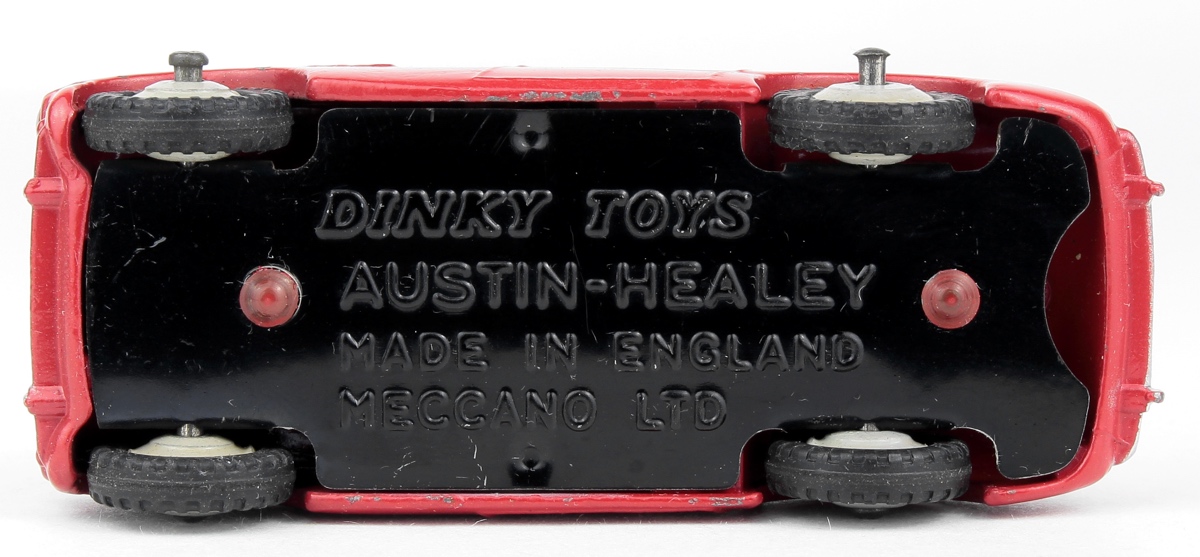 DINKY TOYS
AUSTIN-HEALEY
MADE IN ENGLAND
MECCANO LTD